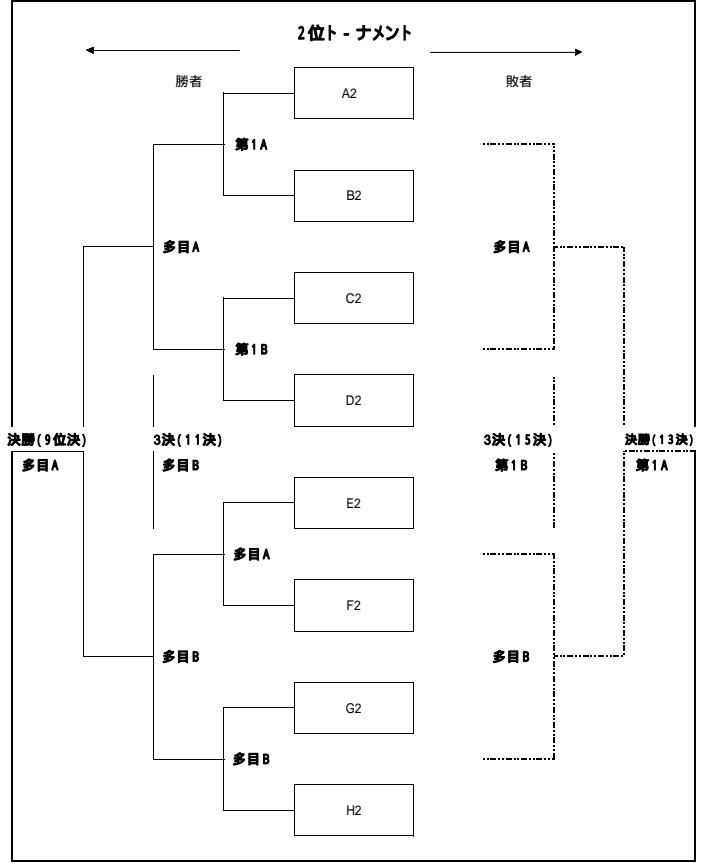 2位ト-ナメント
勝者
敗者
A2
第1A
B2
多目A
多目A
C2
第1B
D2
決勝(9位決)
3決(11決)
3決(15決)
決勝(13決)
多目A
多目B
第1B
第1A
E2
多目A
F2
多目B
多目B
G2
多目B
H2